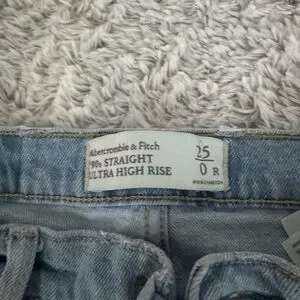 Abercrombie & Fitch
'90s STRAIGHT
ULTRA HIGH RISE
25
0 R